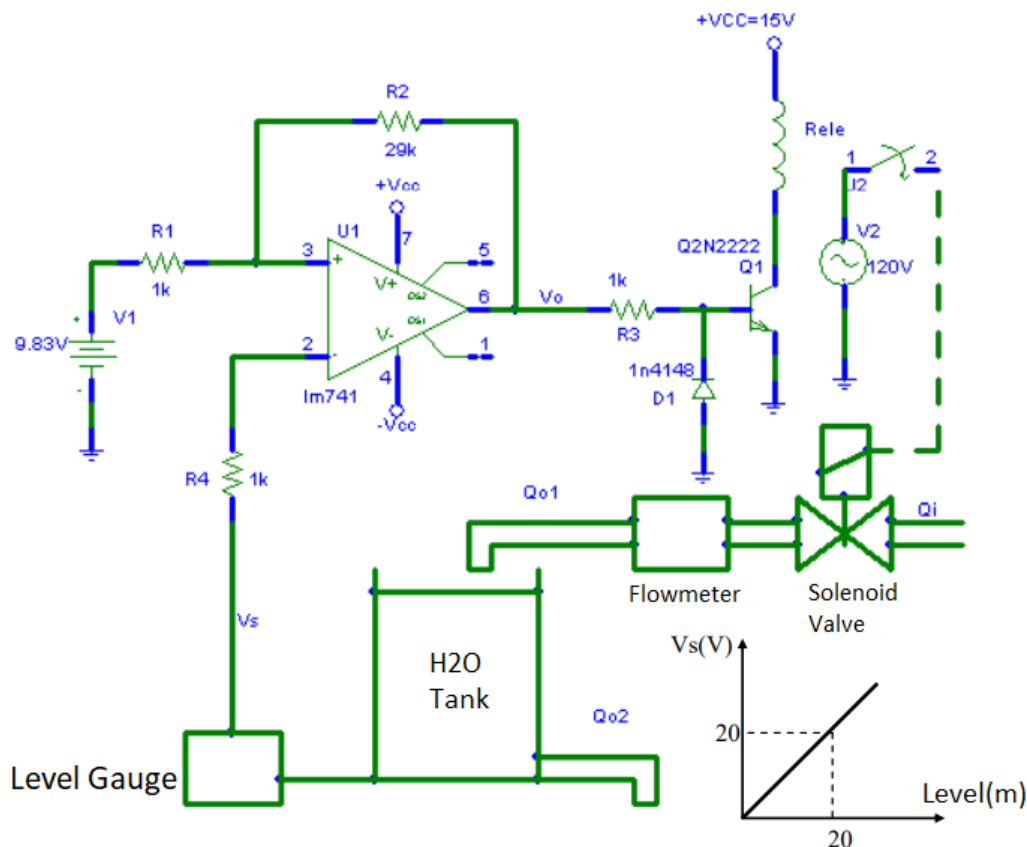 +VCC=15V
R2
29k
Rele
+Vcc
1
2
J2
R1
U1
7
5
Q2N2222
V2
3
+
V+
OS2
Q1
1k
6
Vo
1k
120V
V1
+
OS1
R3
9.83V
V-
1
2
-
1n4148
-
lm741
4
D1
-Vcc
R4
1k
Qo1
Qi
Flowmeter
Solenoid
Valve
Vs
Vs(V)
H2O
Tank
Qo2
20
Level Gauge
Level(m)
20